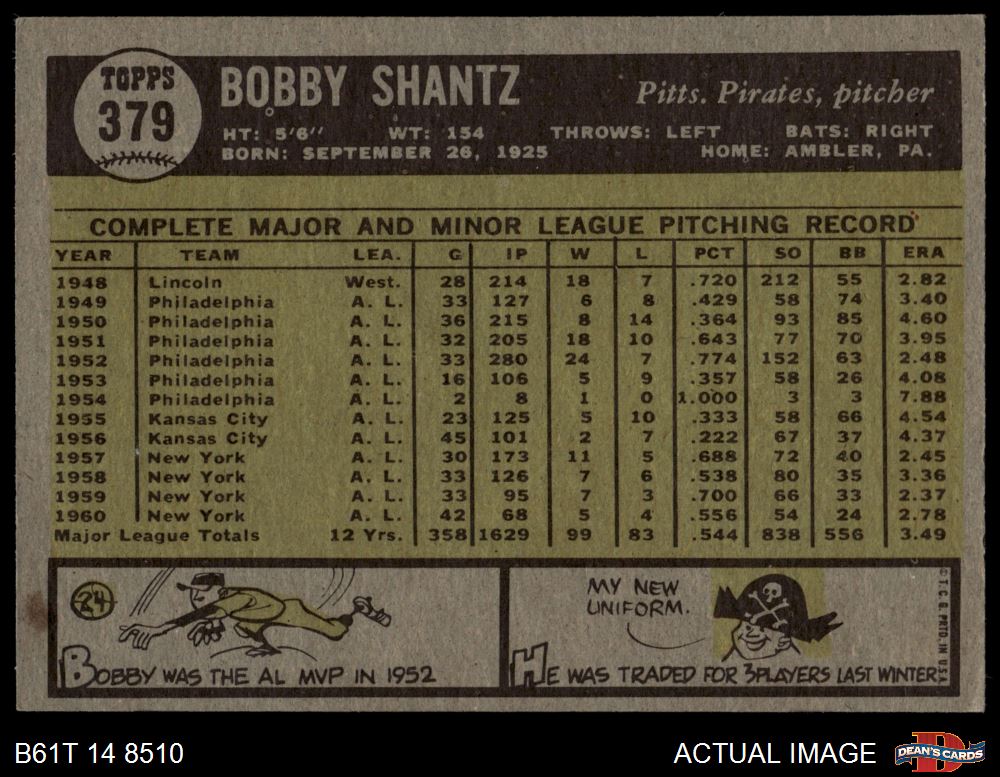 TOPPS
379
BOBBY SHANTZ
Pitts. Pirates, pitcher
HT: 5'6" WT: 154 THROWS: LEFT BATS: RIGHT
BORN: SEPTEMBER 26, 1925 HOME: AMBLER, PA.
COMPLETE MAJOR AND MINOR LEAGUE PITCHING RECORD
YEAR TEAM LEA. G IP W L PCT SO BB ERA
1948 Lincoln West. 28 214 18 7 .720 212 55 2.82
1949 Philadelphia A. L. 33 127 6 8 .429 58 74 3.40
1950 Philadelphia A. L. 36 215 8 14 .364 93 85 4.60
1951 Philadelphia A. L. 32 205 18 10 .643 77 70 3.95
1952 Philadelphia A. L. 33 280 24 7 .774 152 63 2.48
1953 Philadelphia A. L. 16 106 5 9 .357 58 26 4.08
1954 Philadelphia A. L. 2 8 1 0 1.000 3 3 7.88
1955 Kansas City A. L. 23 125 5 10 .333 58 66 4.54
1956 Kansas City A. L. 45 101 2 7 .222 67 37 4.37
1957 New York A. L. 30 173 11 5 .688 72 40 2.45
1958 New York A. L. 33 126 7 6 .538 80 35 3.36
1959 New York A. L. 33 95 7 3 .700 66 33 2.37
1960 New York A. L. 42 68 5 4 .556 54 24 2.78
Major League Totals 12 Yrs. 358 1629 99 83 .544 838 556 3.49
24
BOBBY WAS THE AL MVP IN 1952
MY NEW
UNIFORM.
HE WAS TRADED FOR 3 PLAYERS LAST WINTER.
© T. C. G. PRTD. IN U.S.A.
B61T 14 8510
ACTUAL IMAGE
D
DEAN'S CARDS